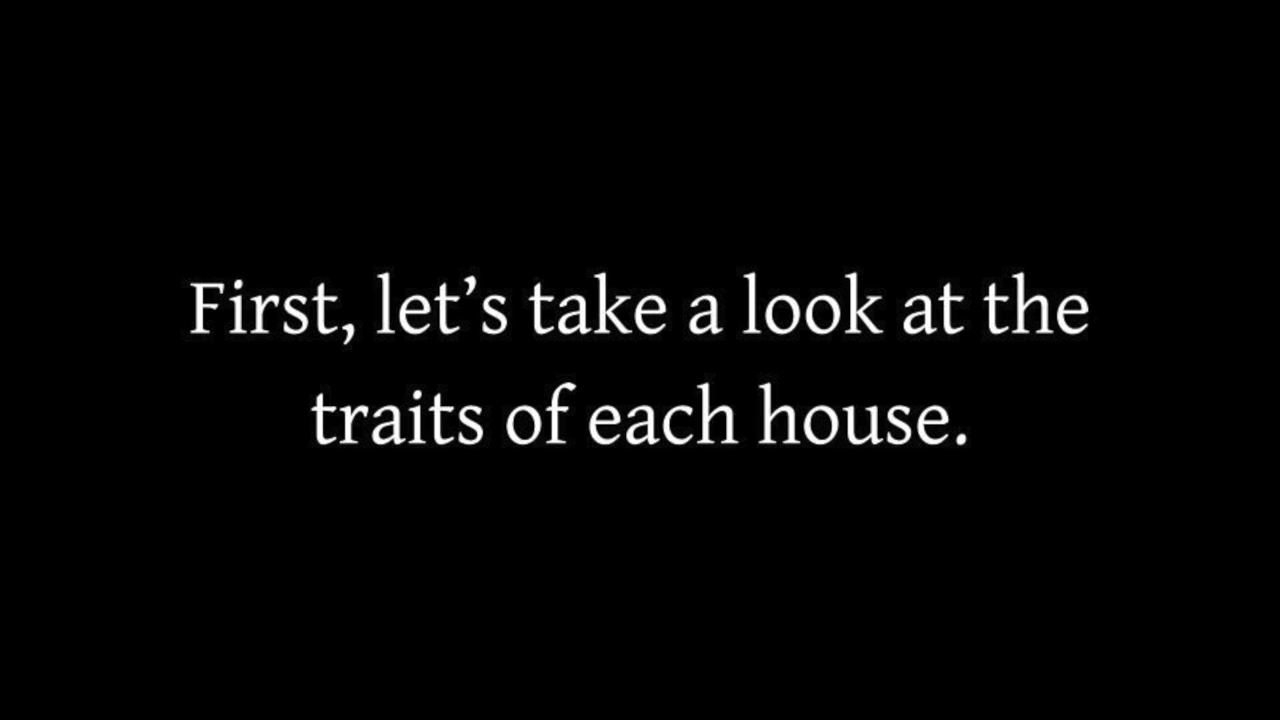 First, let’s take a look at the
traits of each house.